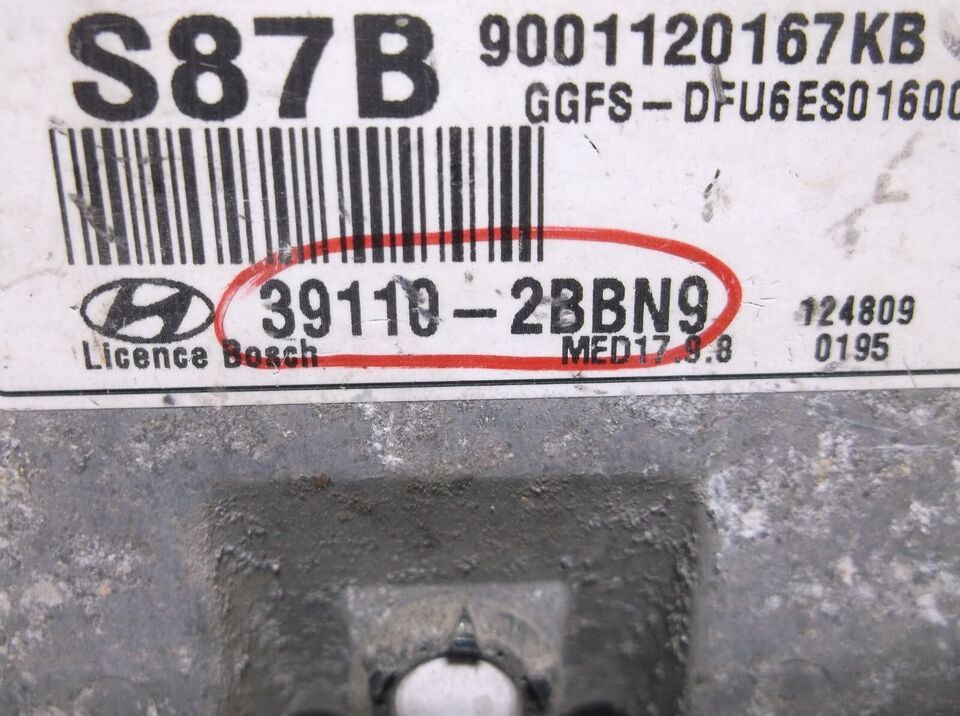 S87B 9001120167KB
GGFS-DFU6ES01600
39110-2BBN9 124809
Licence Bosch MED17.9.8 0195